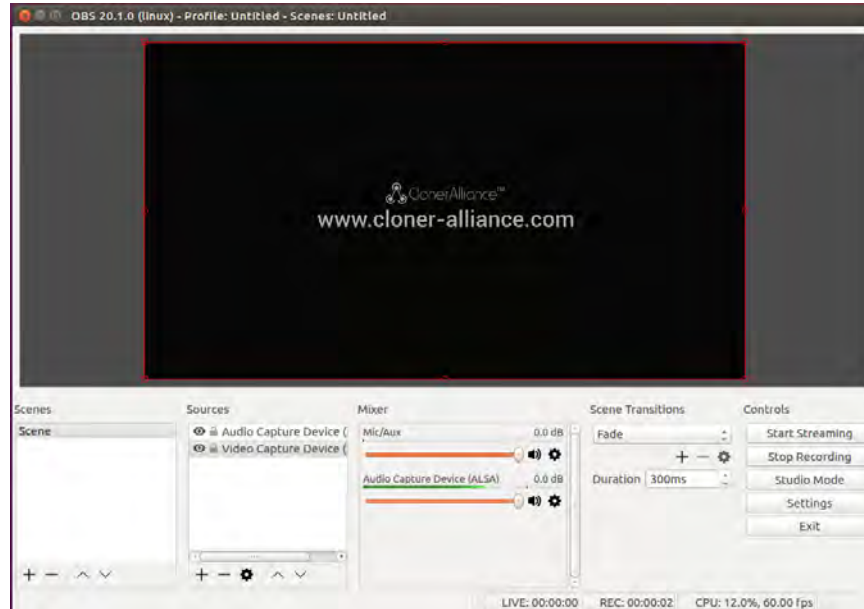 OBS 20.1.0 (linux) - Profile: Untitled - Scenes: Untitled
ClonerAlliance™
www.cloner-alliance.com
Scenes
Scene
Sources
Audio Capture Device (
Video Capture Device (
Mixer
Mic/Aux 0.0 dB
Audio Capture Device (ALSA) 0.0 dB
Scene Transitions
Fade
Duration 300ms
Controls
Start Streaming
Stop Recording
Studio Mode
Settings
Exit
LIVE: 00:00:00 REC: 00:00:02 CPU: 12.0%, 60.00 fps